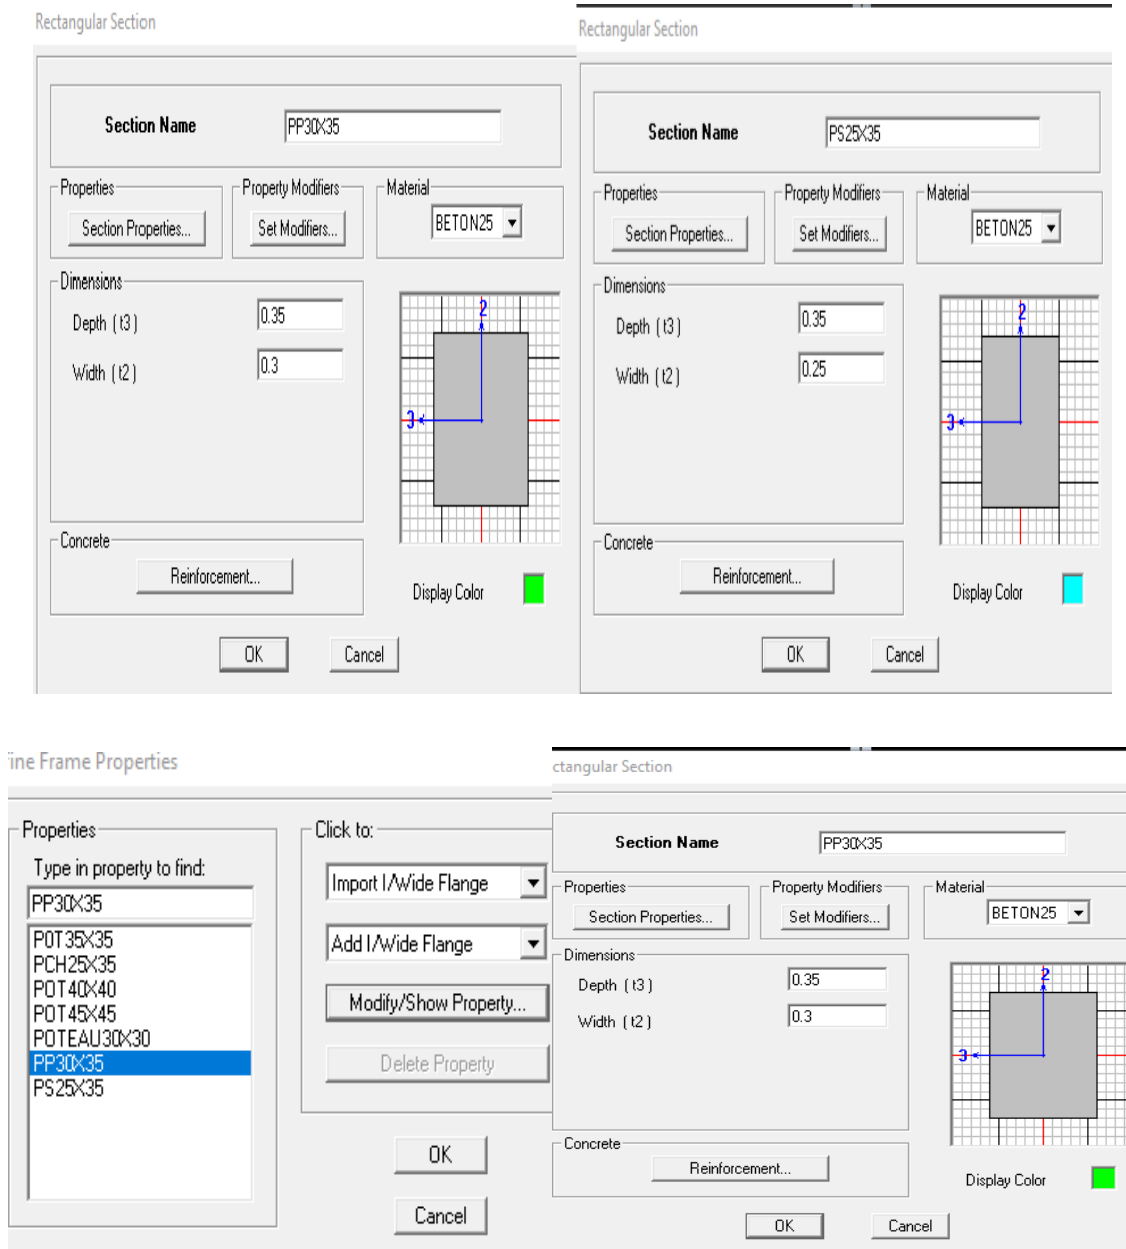 Rectangular Section
Section Name PP30X35
Properties Property Modifiers Material
Section Properties... Set Modifiers... BETON25
Dimensions
Depth ( t3 ) 0.35
Width ( t2 ) 0.3
2
3
Concrete
Reinforcement...
Display Color
OK Cancel
Rectangular Section
Section Name PS25X35
Properties Property Modifiers Material
Section Properties... Set Modifiers... BETON25
Dimensions
Depth ( t3 ) 0.35
Width ( t2 ) 0.25
2
3
Concrete
Reinforcement...
Display Color
OK Cancel
fine Frame Properties
Properties
Type in property to find:
PP30X35
POT35X35
PCH25X35
POT40X40
POT45X45
POTEAU30X30
PP30X35
PS25X35
Click to:
Import I/Wide Flange
Add I/Wide Flange
Modify/Show Property...
Delete Property
OK
Cancel
ctangular Section
Section Name PP30X35
Properties Property Modifiers Material
Section Properties... Set Modifiers... BETON25
Dimensions
Depth ( t3 ) 0.35
Width ( t2 ) 0.3
2
3
Concrete
Reinforcement...
Display Color
OK Cancel